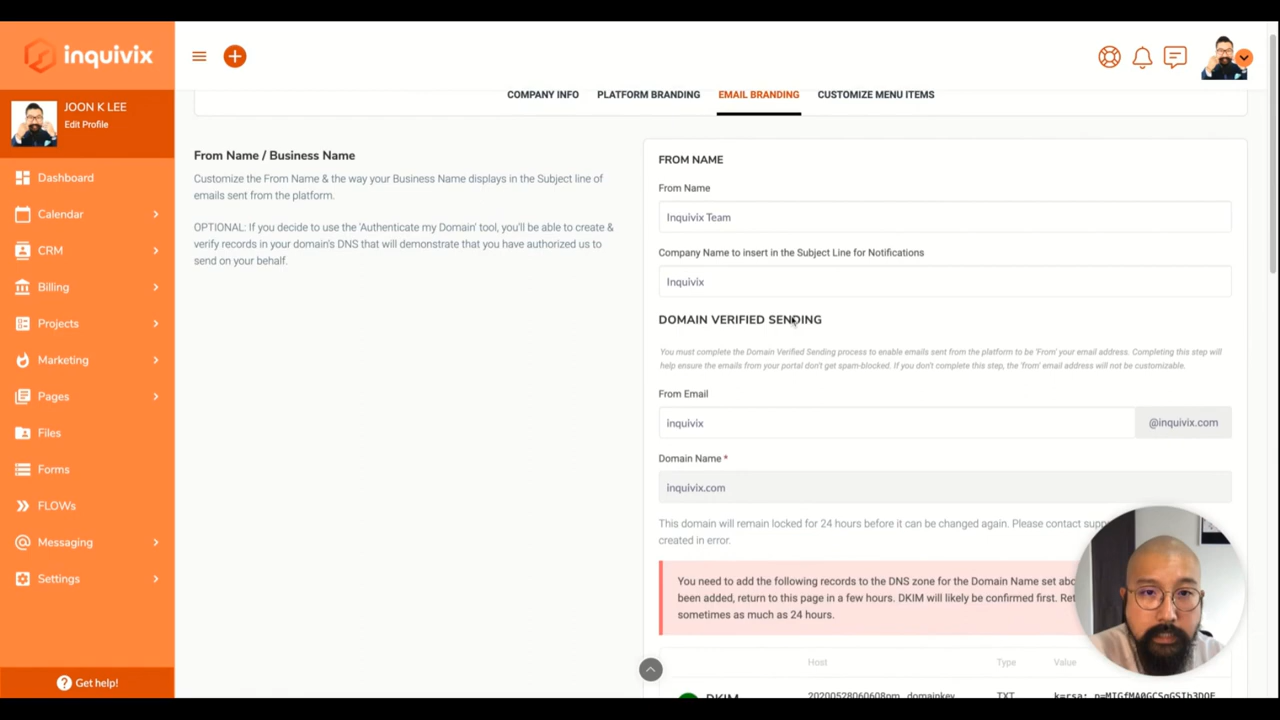 inquivix
JOON K LEE
Edit Profile
Dashboard
Calendar
CRM
Billing
Projects
Marketing
Pages
Files
Forms
FLOWs
Messaging
Settings
Get help!
COMPANY INFO PLATFORM BRANDING EMAIL BRANDING CUSTOMIZE MENU ITEMS
From Name / Business Name
Customize the From Name & the way your Business Name displays in the Subject line of
emails sent from the platform.
OPTIONAL: If you decide to use the 'Authenticate my Domain' tool, you'll be able to create &
verify records in your domain's DNS that will demonstrate that you have authorized us to
send on your behalf.
FROM NAME
From Name
Inquivix Team
Company Name to insert in the Subject Line for Notifications
Inquivix
DOMAIN VERIFIED SENDING
You must complete the Domain Verified Sending process to enable emails sent from the platform to be 'From' your email address. Completing this step will
help ensure the emails from your portal don't get spam-blocked. If you don't complete this step, the 'from' email address will not be customizable.
From Email
inquivix @inquivix.com
Domain Name *
inquivix.com
This domain will remain locked for 24 hours before it can be changed again. Please contact
created in error.
You need to add the following records to the DNS zone for the Domain Name set
been added, return to this page in a few hours. DKIM will likely be confirmed first.
sometimes as much as 24 hours.
Host Type Value
DKIM TXT